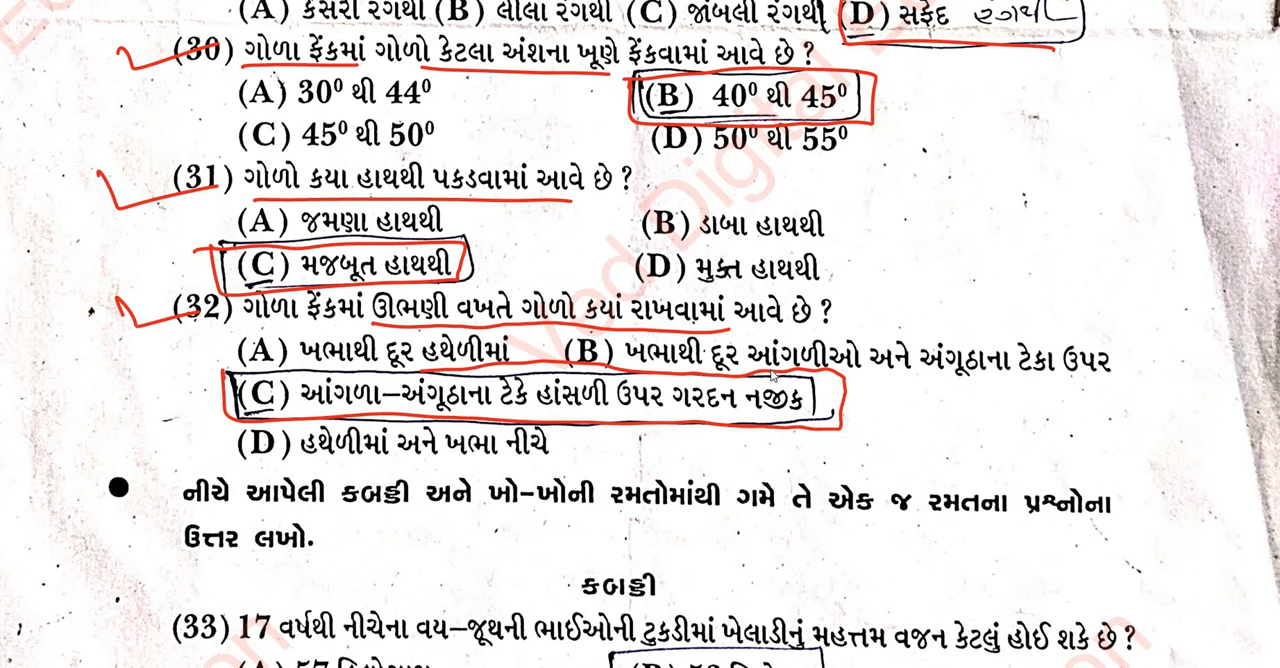 (A) કેસરી રંગથી (B) લીલા રંગથી (C) જાંબલી રંગથી (D) સફેદ રંગથી
(30) ગોળા ફેંકમાં ગોળો કેટલા અંશના ખૂણે ફેંકવામાં આવે છે ?
(A) 30⁰ થી 44⁰ (B) 40⁰ થી 45⁰
(C) 45⁰ થી 50⁰ (D) 50⁰ થી 55⁰
(31) ગોળો કયા હાથથી પકડવામાં આવે છે ?
(A) જમણા હાથથી (B) ડાબા હાથથી
(C) મજબૂત હાથથી (D) મુક્ત હાથથી
(32) ગોળા ફેંકમાં ઊભણી વખતે ગોળો કયાં રાખવામાં આવે છે ?
(A) ખભાથી દૂર હથેળીમાં (B) ખભાથી દૂર આંગળીઓ અને અંગૂઠાના ટેકા ઉપર
(C) આંગળા–અંગૂઠાના ટેકે હાંસળી ઉપર ગરદન નજીક
(D) હથેળીમાં અને ખભા નીચે
● નીચે આપેલી કબડ્ડી અને ખો-ખોની રમતોમાંથી ગમે તે એક જ રમતના પ્રશ્નોના
ઉત્તર લખો.
કબડ્ડી
(33) 17 વર્ષથી નીચેના વય–જૂથની ભાઈઓની ટુકડીમાં ખેલાડીનું મહત્તમ વજન કેટલું હોઈ શકે છે ?
Ved Digital